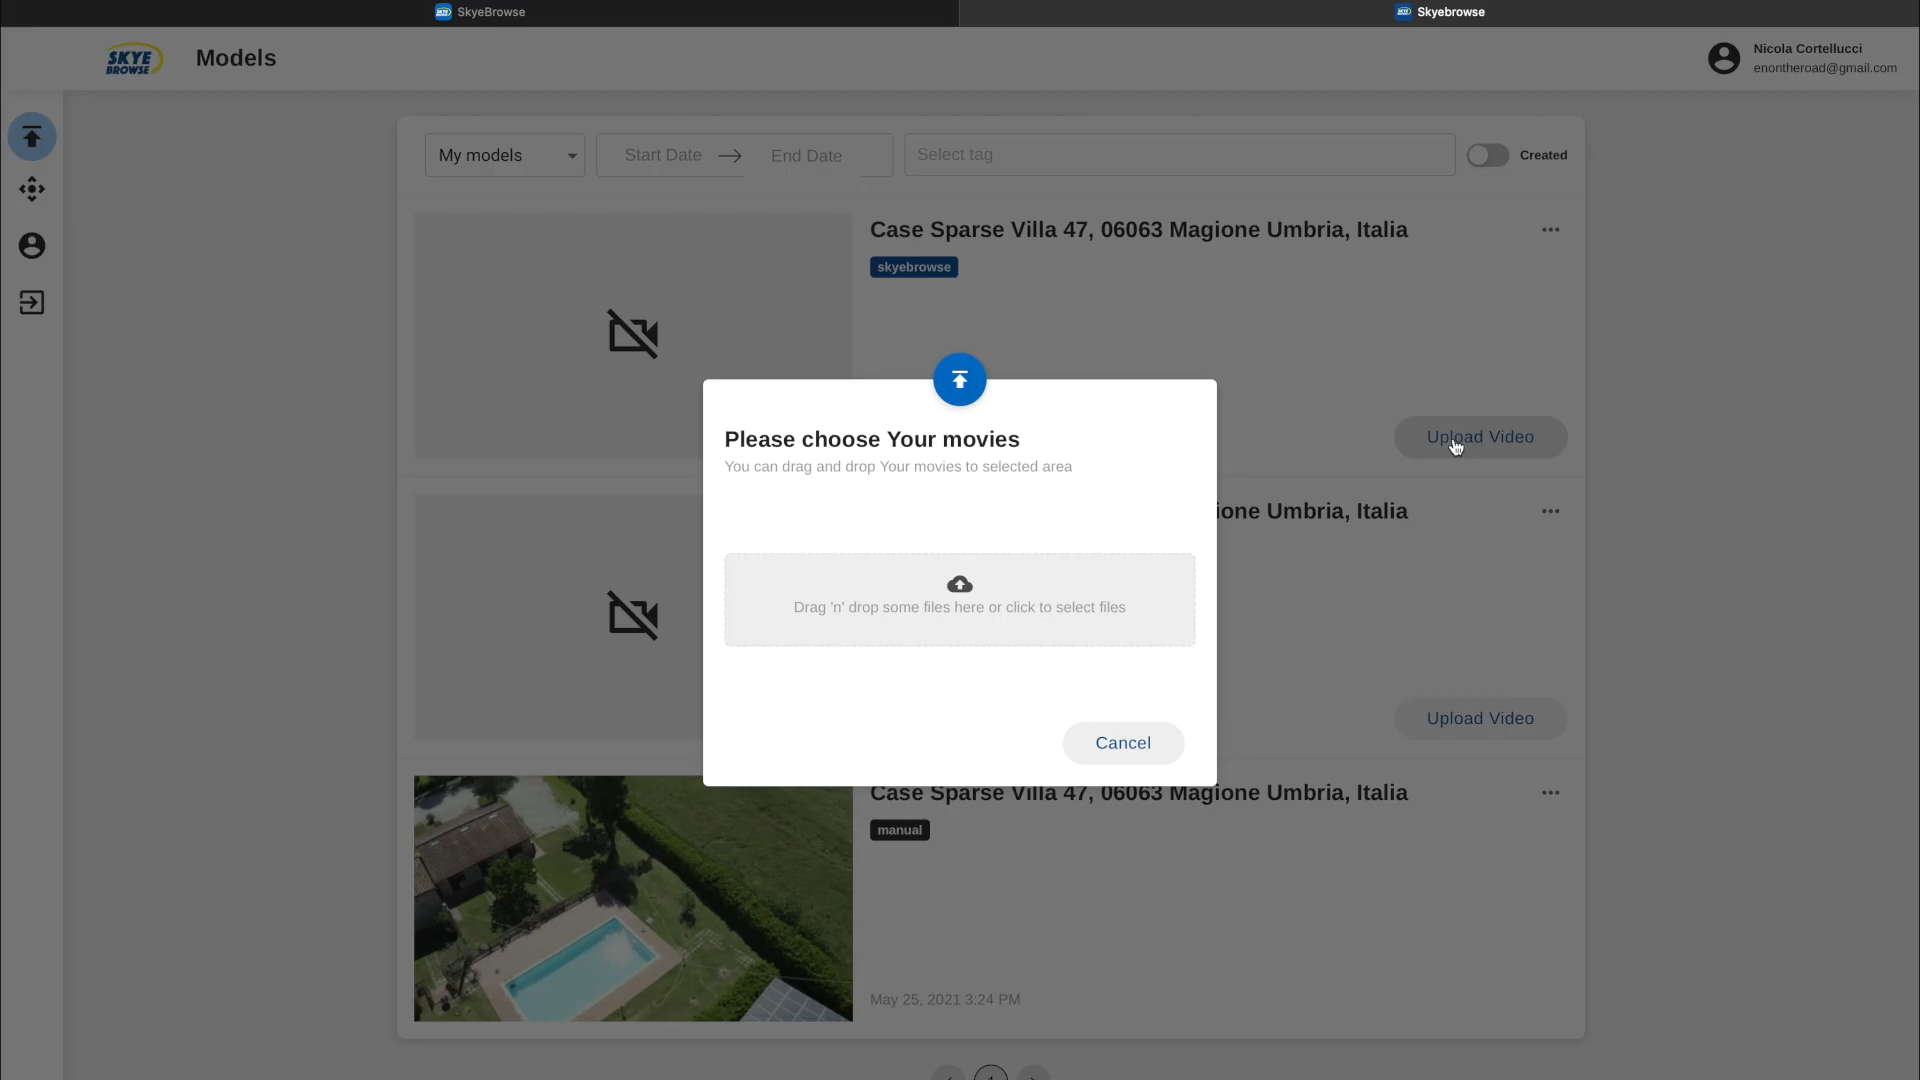 SkyeBrowse
Skyebrowse
SKYE BROWSE
Models
Nicola Cortellucci
enontheroad@gmail.com
My models
Start Date
End Date
Select tag
Created
Case Sparse Villa 47, 06063 Magione Umbria, Italia
skyebrowse
Upload Video
Please choose Your movies
You can drag and drop Your movies to selected area
Drag 'n' drop some files here or click to select files
Cancel
ione Umbria, Italia
Upload Video
Case Sparse Villa 47, 06063 Magione Umbria, Italia
manual
May 25, 2021 3:24 PM